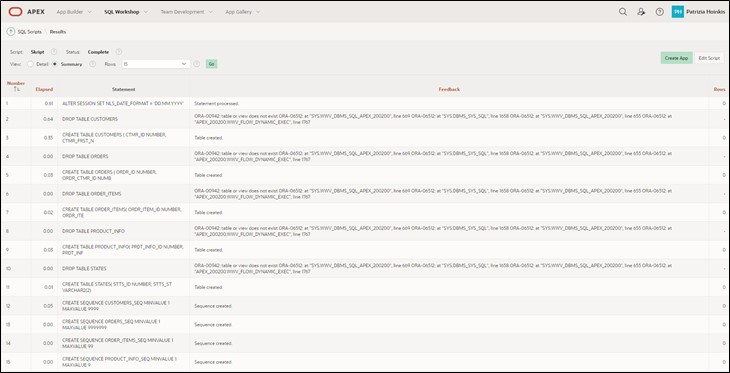 APEX App Builder SQL Workshop Team Development App Gallery PH Patrizia Hoinkis
SQL Scripts \ Results
Script: Skript Status: Complete
View: Detail Summary Rows 15 Go Create App Edit Script
Number Elapsed Statement Feedback Rows
1 0.61 ALTER SESSION SET NLS_DATE_FORMAT = 'DD.MM.YYYY' Statement processed. 0
2 0.64 DROP TABLE CUSTOMERS ORA-00942: table or view does not exist ORA-06512: at "SYS.WWV_DBMS_SQL_APEX_200200", line 669 ORA-06512: at "SYS.DBMS_SYS_SQL", line 1658 ORA-06512: at "SYS.WWV_DBMS_SQL_APEX_200200", line 655 ORA-06512: at -
"APEX_200200.WWV_FLOW_DYNAMIC_EXEC", line 1767
3 0.35 CREATE TABLE CUSTOMERS ( CTMR_ID NUMBER, Table created. 0
CTMR_FRST_N
4 0.00 DROP TABLE ORDERS ORA-00942: table or view does not exist ORA-06512: at "SYS.WWV_DBMS_SQL_APEX_200200", line 669 ORA-06512: at "SYS.DBMS_SYS_SQL", line 1658 ORA-06512: at "SYS.WWV_DBMS_SQL_APEX_200200", line 655 ORA-06512: at -
"APEX_200200.WWV_FLOW_DYNAMIC_EXEC", line 1767
5 0.03 CREATE TABLE ORDERS ( ORDR_ID NUMBER, Table created. 0
ORDR_CTMR_ID NUMB
6 0.00 DROP TABLE ORDER_ITEMS ORA-00942: table or view does not exist ORA-06512: at "SYS.WWV_DBMS_SQL_APEX_200200", line 669 ORA-06512: at "SYS.DBMS_SYS_SQL", line 1658 ORA-06512: at "SYS.WWV_DBMS_SQL_APEX_200200", line 655 ORA-06512: at -
"APEX_200200.WWV_FLOW_DYNAMIC_EXEC", line 1767
7 0.02 CREATE TABLE ORDER_ITEMS( ORDR_ITEM_ID NUMBER, Table created. 0
ORDR_ITE
8 0.00 DROP TABLE PRODUCT_INFO ORA-00942: table or view does not exist ORA-06512: at "SYS.WWV_DBMS_SQL_APEX_200200", line 669 ORA-06512: at "SYS.DBMS_SYS_SQL", line 1658 ORA-06512: at "SYS.WWV_DBMS_SQL_APEX_200200", line 655 ORA-06512: at -
"APEX_200200.WWV_FLOW_DYNAMIC_EXEC", line 1767
9 0.03 CREATE TABLE PRODUCT_INFO( PRDT_INFO_ID NUMBER, Table created. 0
PRDT_INF
10 0.00 DROP TABLE STATES ORA-00942: table or view does not exist ORA-06512: at "SYS.WWV_DBMS_SQL_APEX_200200", line 669 ORA-06512: at "SYS.DBMS_SYS_SQL", line 1658 ORA-06512: at "SYS.WWV_DBMS_SQL_APEX_200200", line 655 ORA-06512: at -
"APEX_200200.WWV_FLOW_DYNAMIC_EXEC", line 1767
11 0.01 CREATE TABLE STATES( STTS_ID NUMBER, STTS_ST Table created. 0
VARCHAR2(2)
12 0.05 CREATE SEQUENCE CUSTOMERS_SEQ MINVALUE 1 Sequence created. 0
MAXVALUE 9999
13 0.00 CREATE SEQUENCE ORDERS_SEQ MINVALUE 1 Sequence created. 0
MAXVALUE 9999999
14 0.00 CREATE SEQUENCE ORDER_ITEMS_SEQ MINVALUE 1 Sequence created. 0
MAXVALUE 99
15 0.00 CREATE SEQUENCE PRODUCT_INFO_SEQ MINVALUE 1 Sequence created. 0
MAXVALUE 9